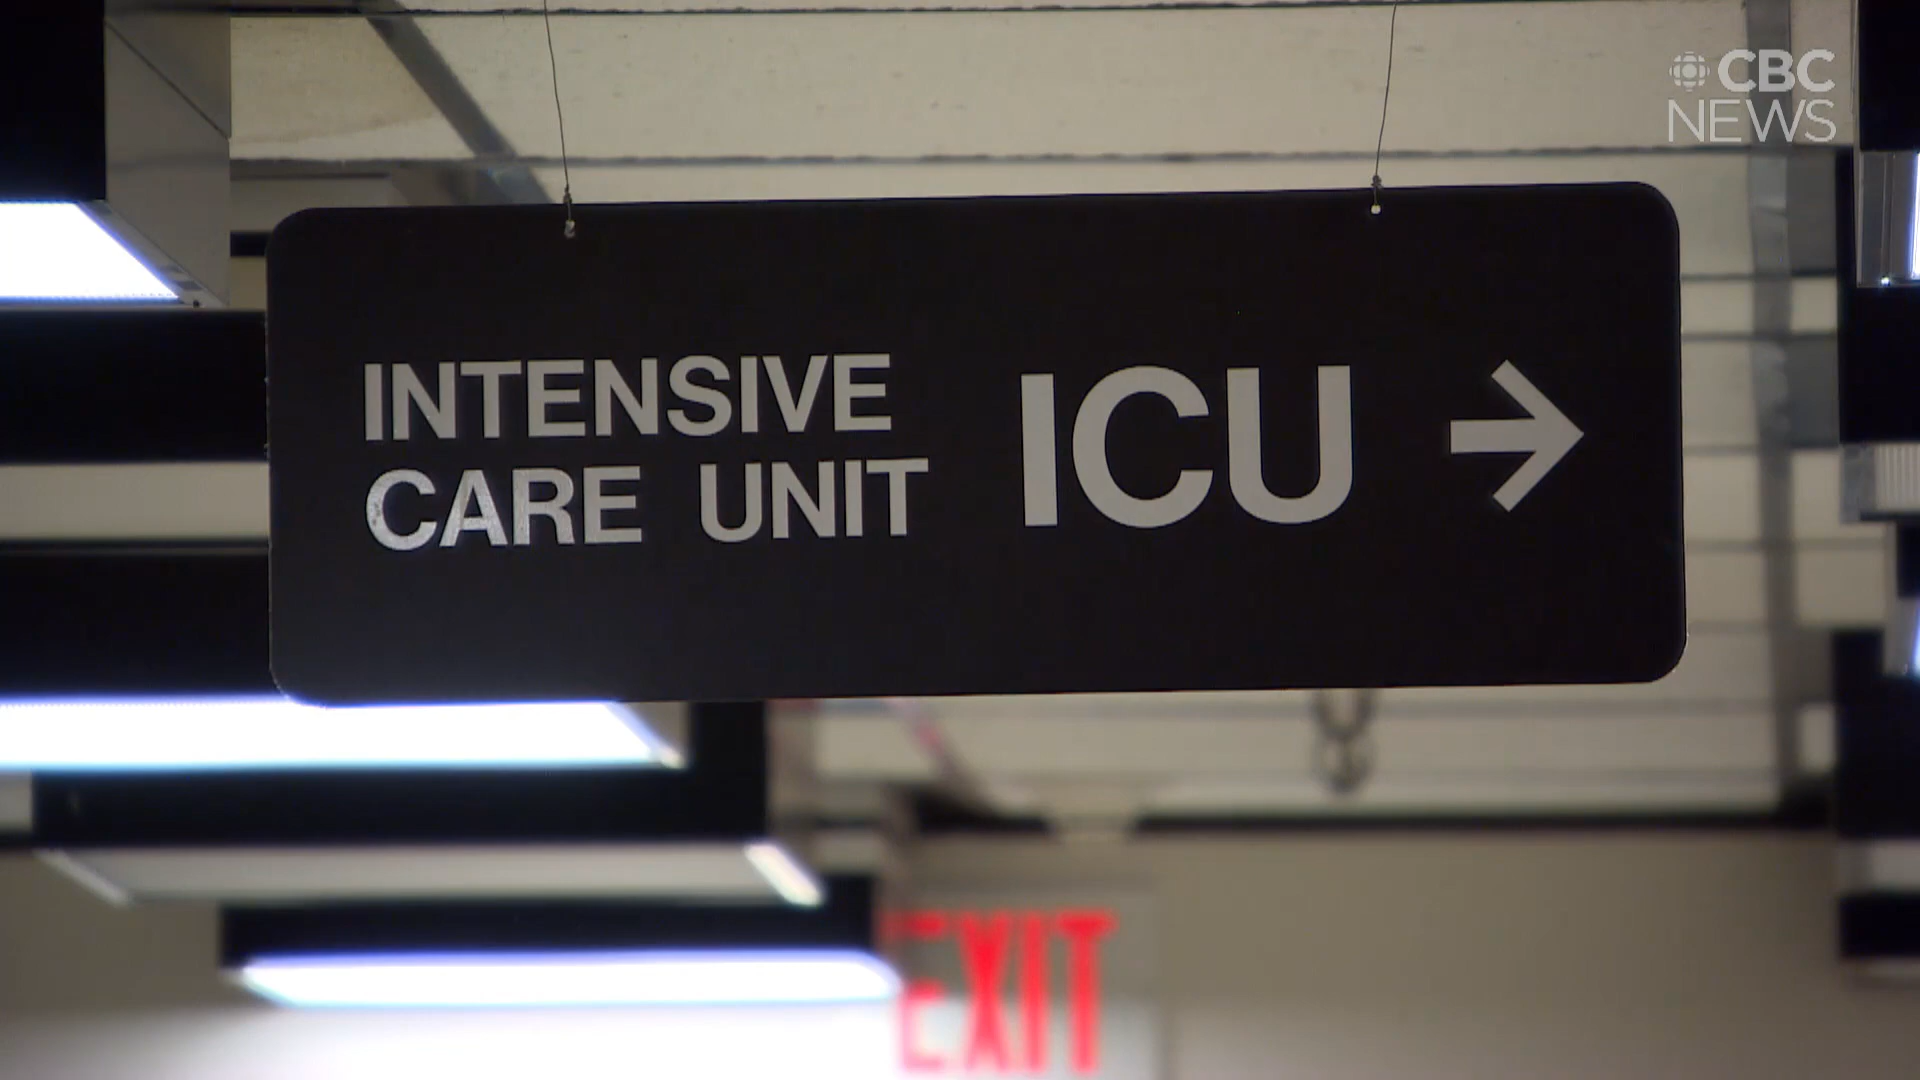 CBC
NEWS
INTENSIVE
CARE UNIT
ICU →
EXIT